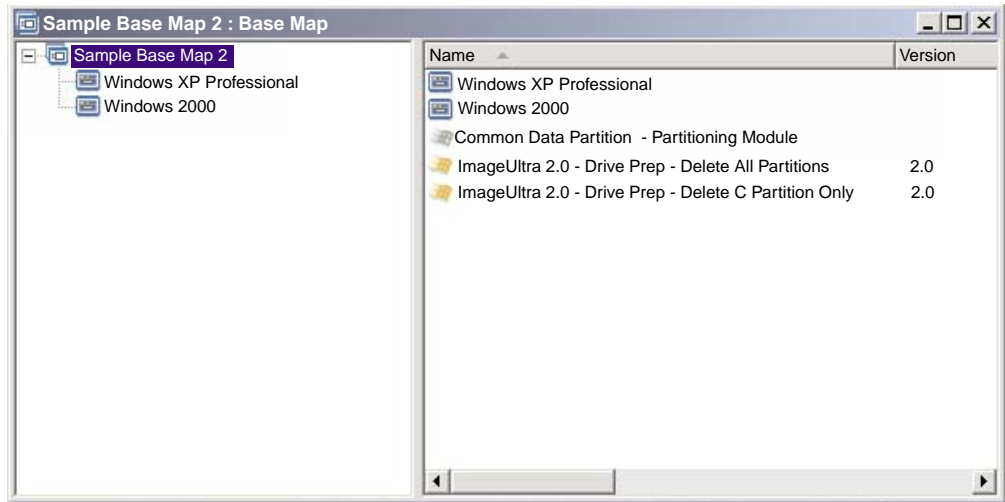 Sample Base Map 2 : Base Map
Sample Base Map 2
Windows XP Professional
Windows 2000
Name Version
Windows XP Professional
Windows 2000
Common Data Partition - Partitioning Module
ImageUltra 2.0 - Drive Prep - Delete All Partitions 2.0
ImageUltra 2.0 - Drive Prep - Delete C Partition Only 2.0